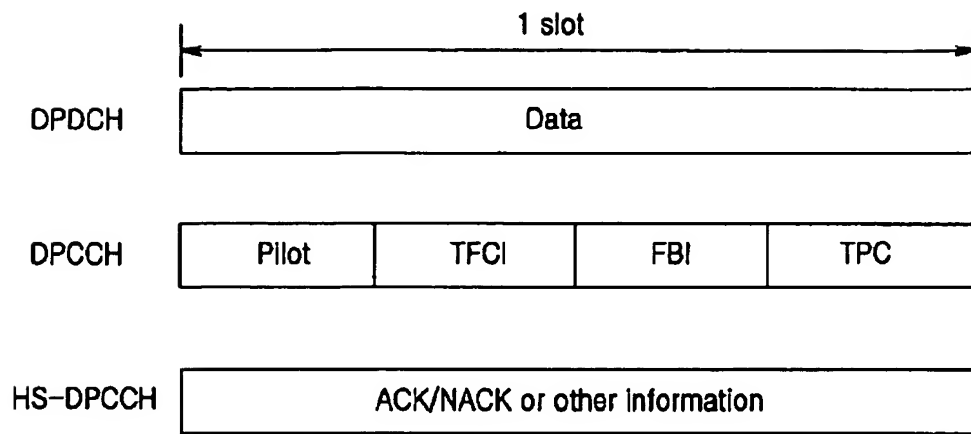 1 slot
DPDCH Data
DPCCH Pilot TFCI FBI TPC
HS-DPCCH ACK/NACK or other information